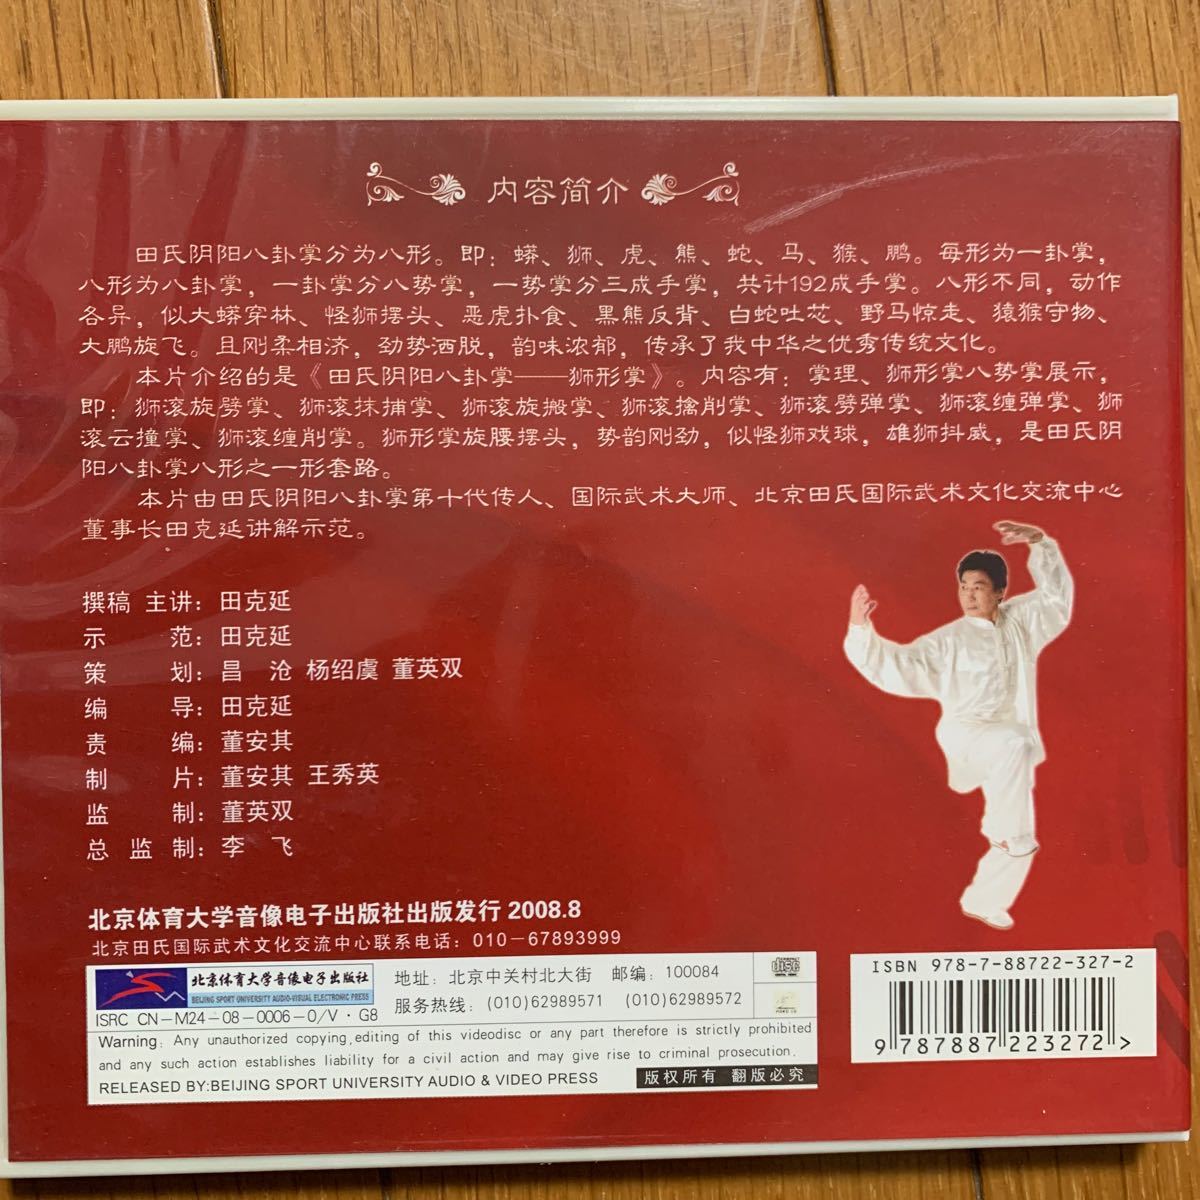 内容简介
田氏阴阳八卦掌分为八形。即：蟒、狮、虎、熊、蛇、马、猴、鹏。每形为一卦掌，
八形为八卦掌，一卦掌分八势掌，一势掌分三成手掌，共计192成手掌。八形不同，动作
各异，似大蟒穿林、怪狮摆头、恶虎扑食、黑熊反背、白蛇吐芯、野马惊走、猿猴守物、
大鹏旋飞。且刚柔相济，劲势洒脱，韵味浓郁，传承了我中华之优秀传统文化。
本片介绍的是《田氏阴阳八卦掌——狮形掌》。内容有：掌理、狮形掌八势掌展示，
即：狮滚旋劈掌、狮滚抹捕掌、狮滚旋搬掌、狮滚擒削掌、狮滚劈弹掌、狮滚缠弹掌、狮
滚云撞掌、狮滚缠削掌。狮形掌旋腰摆头，势韵刚劲，似怪狮戏球，雄狮抖威，是田氏阴
阳八卦掌八形之一形套路。
本片由田氏阴阳八卦掌第十代传人、国际武术大师、北京田氏国际武术文化交流中心
董事长田克延讲解示范。
撰稿 主讲：田克延
示 范：田克延
策 划：昌 沧 杨绍虞 董英双
编 导：田克延
责 编：董安其
制 片：董安其 王秀英
监 制：董英双
总 监 制：李 飞
北京体育大学音像电子出版社出版发行 2008.8
北京田氏国际武术文化交流中心联系电话：010－67893999
北京体育大学音像电子出版社
BEIJING SPORT UNIVERSITY AUDIO-VISUAL ELECTRONIC PRESS
地址：北京中关村北大街 邮编：100084
服务热线：(010)62989571 (010)62989572
ISRC CN－M24－08－0006－0/V·G8
Warning: Any unauthorized copying,editing of this videodisc or any part therefore is strictly prohibited
and any such action establishes liability for a civil action and may give rise to criminal prosecution.
RELEASED BY:BEIJING SPORT UNIVERSITY AUDIO & VIDEO PRESS
版权所有 翻版必究
disc
ISBN 978-7-88722-327-2
9 787887 223272 >